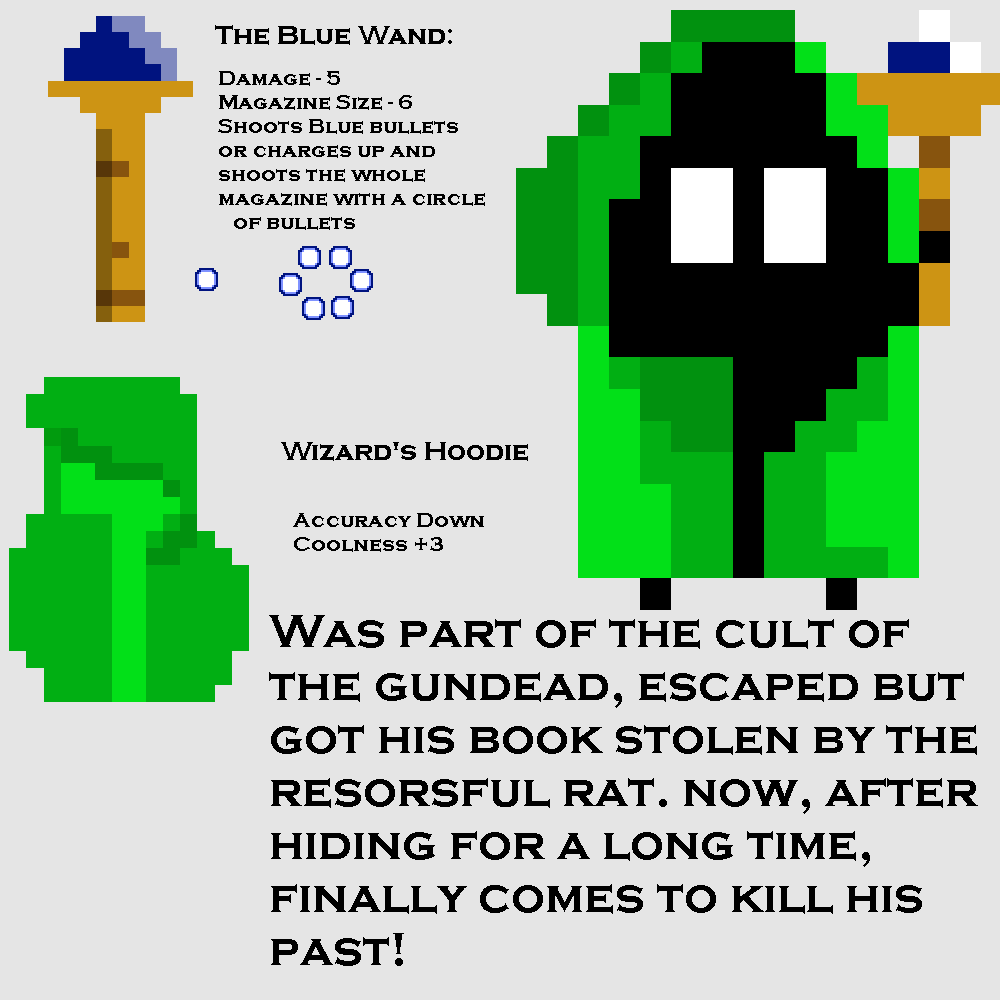 The Blue Wand:
Damage - 5
Magazine Size - 6
Shoots Blue bullets
or charges up and
shoots the whole
magazine with a circle
of bullets
Wizard's Hoodie
Accuracy Down
Coolness +3
Was part of the cult of
the gundead, escaped but
got his book stolen by the
resorsful rat. now, after
hiding for a long time,
finally comes to kill his
past!